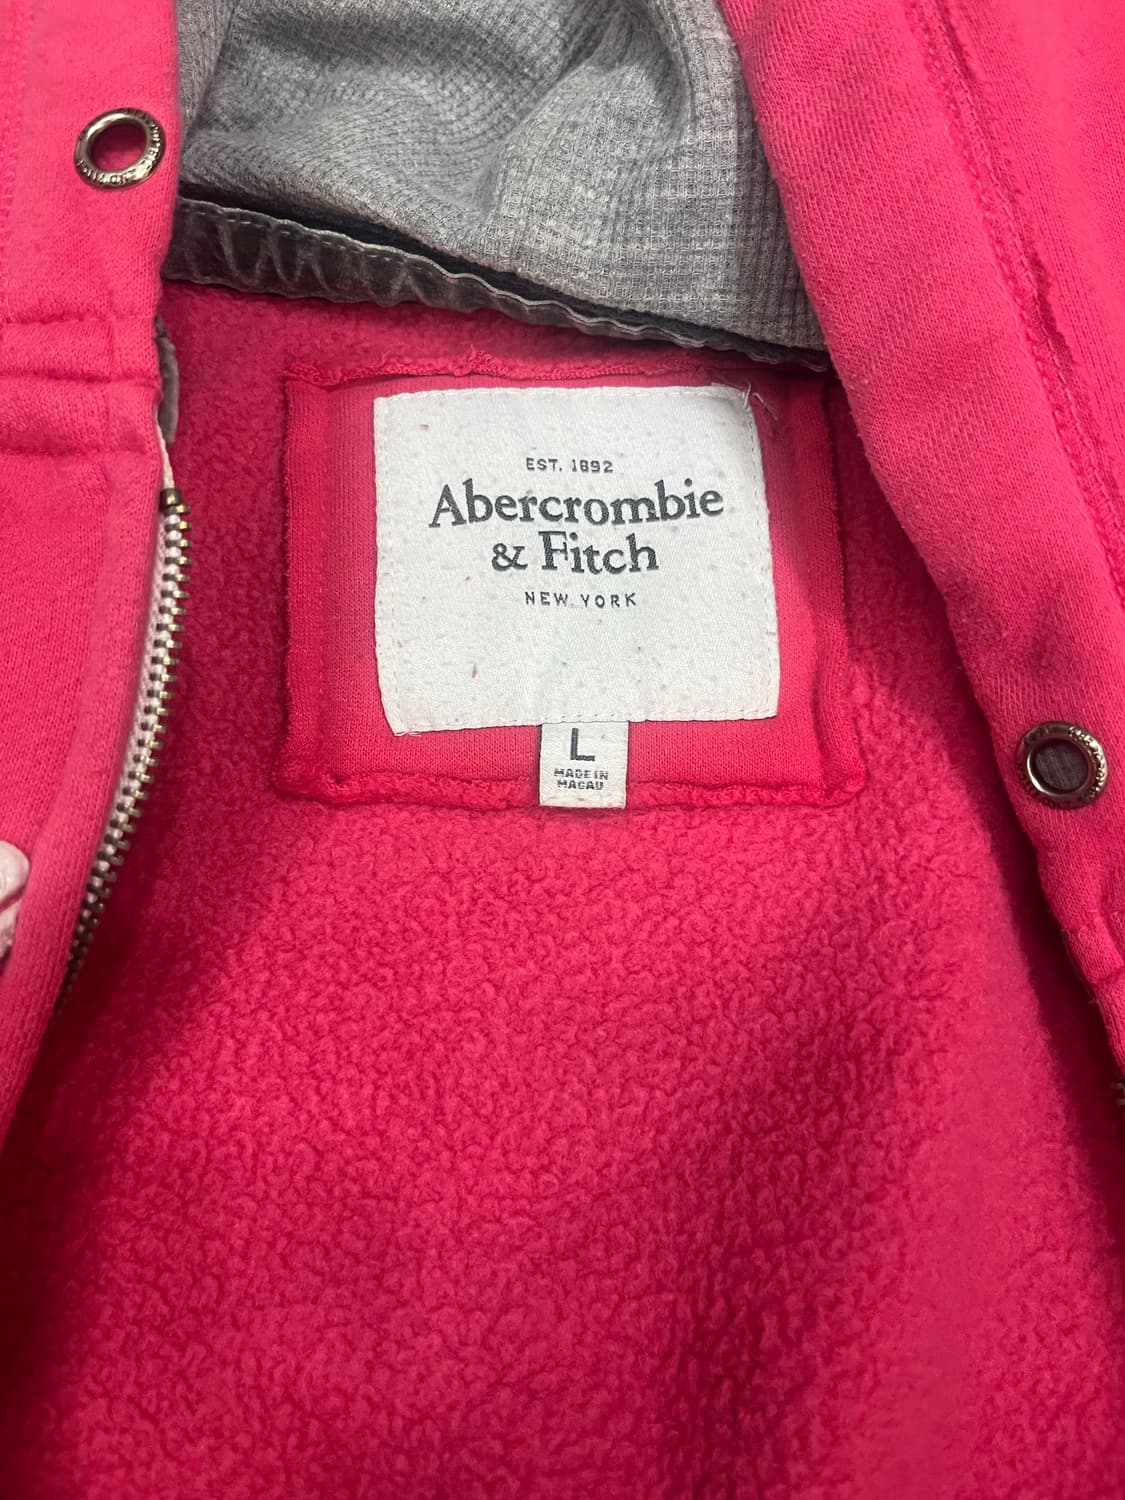 EST. 1892
Abercrombie
& Fitch
NEW YORK
L
MADE IN
MACAU